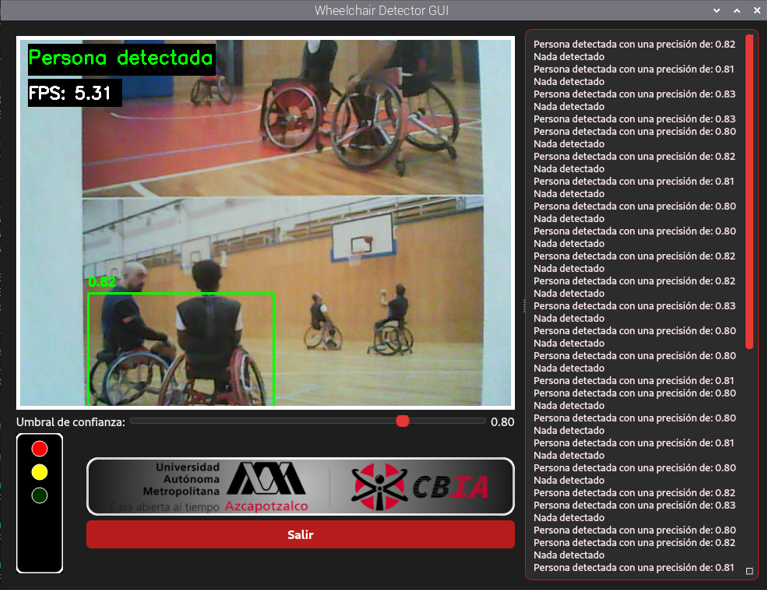 Wheelchair Detector GUI
Persona detectada
FPS: 5.31
0.82
Umbral de confianza:
0.80
Universidad
Autónoma
Metropolitana
Casa abierta al tiempo Azcapotzalco
CBIA
Salir
Persona detectada con una precisión de: 0.82
Nada detectado
Persona detectada con una precisión de: 0.81
Nada detectado
Persona detectada con una precisión de: 0.83
Nada detectado
Persona detectada con una precisión de: 0.83
Persona detectada con una precisión de: 0.80
Nada detectado
Persona detectada con una precisión de: 0.82
Nada detectado
Persona detectada con una precisión de: 0.81
Nada detectado
Persona detectada con una precisión de: 0.80
Nada detectado
Persona detectada con una precisión de: 0.80
Nada detectado
Persona detectada con una precisión de: 0.82
Nada detectado
Persona detectada con una precisión de: 0.82
Nada detectado
Persona detectada con una precisión de: 0.83
Nada detectado
Persona detectada con una precisión de: 0.80
Nada detectado
Persona detectada con una precisión de: 0.80
Nada detectado
Persona detectada con una precisión de: 0.81
Persona detectada con una precisión de: 0.80
Nada detectado
Persona detectada con una precisión de: 0.80
Nada detectado
Persona detectada con una precisión de: 0.81
Nada detectado
Persona detectada con una precisión de: 0.80
Nada detectado
Persona detectada con una precisión de: 0.82
Persona detectada con una precisión de: 0.83
Nada detectado
Persona detectada con una precisión de: 0.80
Persona detectada con una precisión de: 0.82
Nada detectado
Persona detectada con una precisión de: 0.81